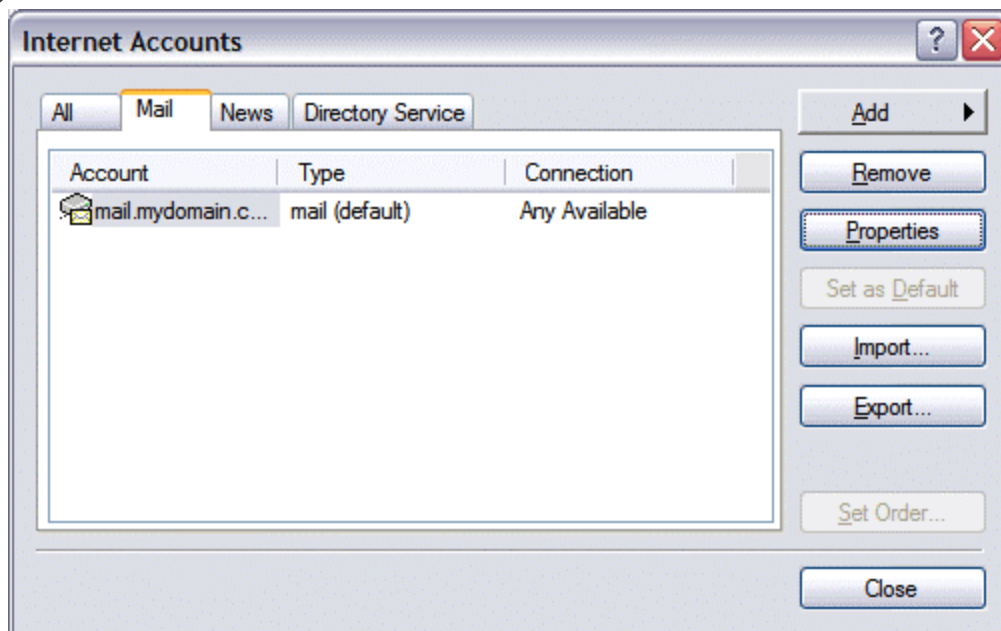 Internet Accounts
All Mail News Directory Service
Add
Account Type Connection
Remove
mail.mydomain.c... mail (default) Any Available
Properties
Set as Default
Import...
Export...
Set Order...
Close